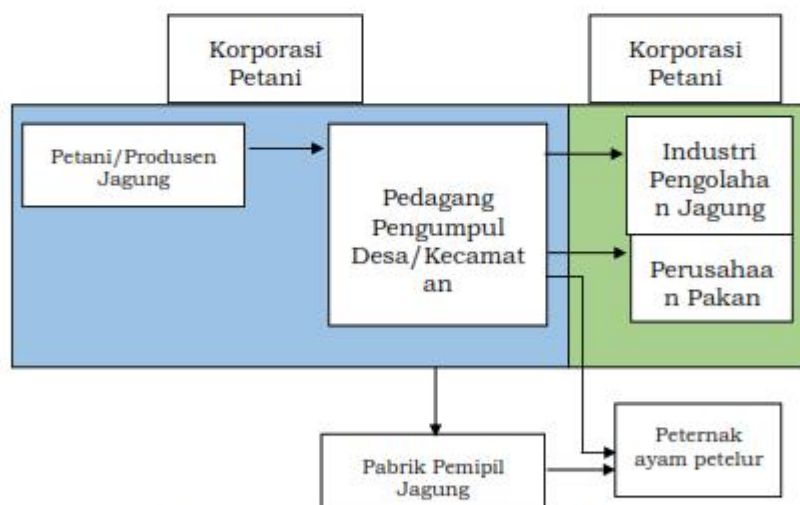 Korporasi
Petani
Korporasi
Petani
Petani/Produsen
Jagung
Pedagang
Pengumpul
Desa/Kecamat
an
Industri
Pengolaha
n Jagung
Perusahaa
n Pakan
Pabrik Pemipil
Jagung
Peternak
ayam petelur